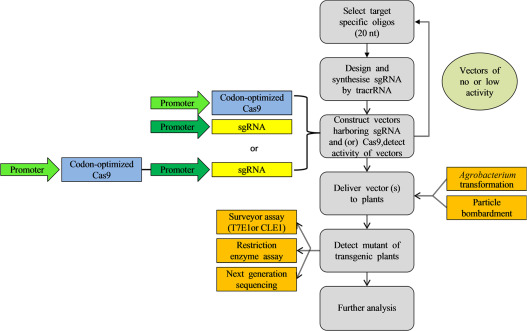 Select target
specific oligos
(20 nt)
Design and
synthesise sgRNA
by tracrRNA
Vectors of
no or low
activity
Promoter
Codon-optimized
Cas9
Promoter
sgRNA
or
Promoter
Codon-optimized
Cas9
Promoter
sgRNA
Construct vectors
harboring sgRNA
and (or) Cas9,detect
activity of vectors
Deliver vector (s)
to plants
Agrobacterium
transformation
Particle
bombardment
Surveyor assay
(T7E1or CLE1)
Restriction
enzyme assay
Next generation
sequencing
Detect mutant of
transgenic plants
Further analysis